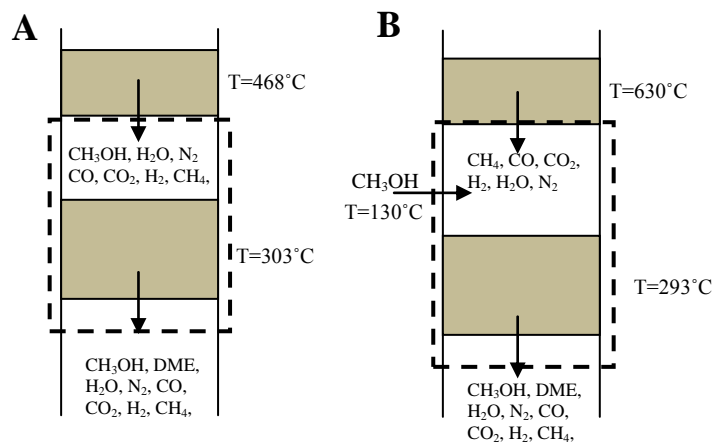 A
T=468˚C
CH₃OH, H₂O, N₂
CO, CO₂, H₂, CH₄,
T=303˚C
CH₃OH, DME,
H₂O, N₂, CO,
CO₂, H₂, CH₄,
B
T=630˚C
CH₄, CO, CO₂,
H₂, H₂O, N₂
CH₃OH
T=130˚C
T=293˚C
CH₃OH, DME,
H₂O, N₂, CO,
CO₂, H₂, CH₄,